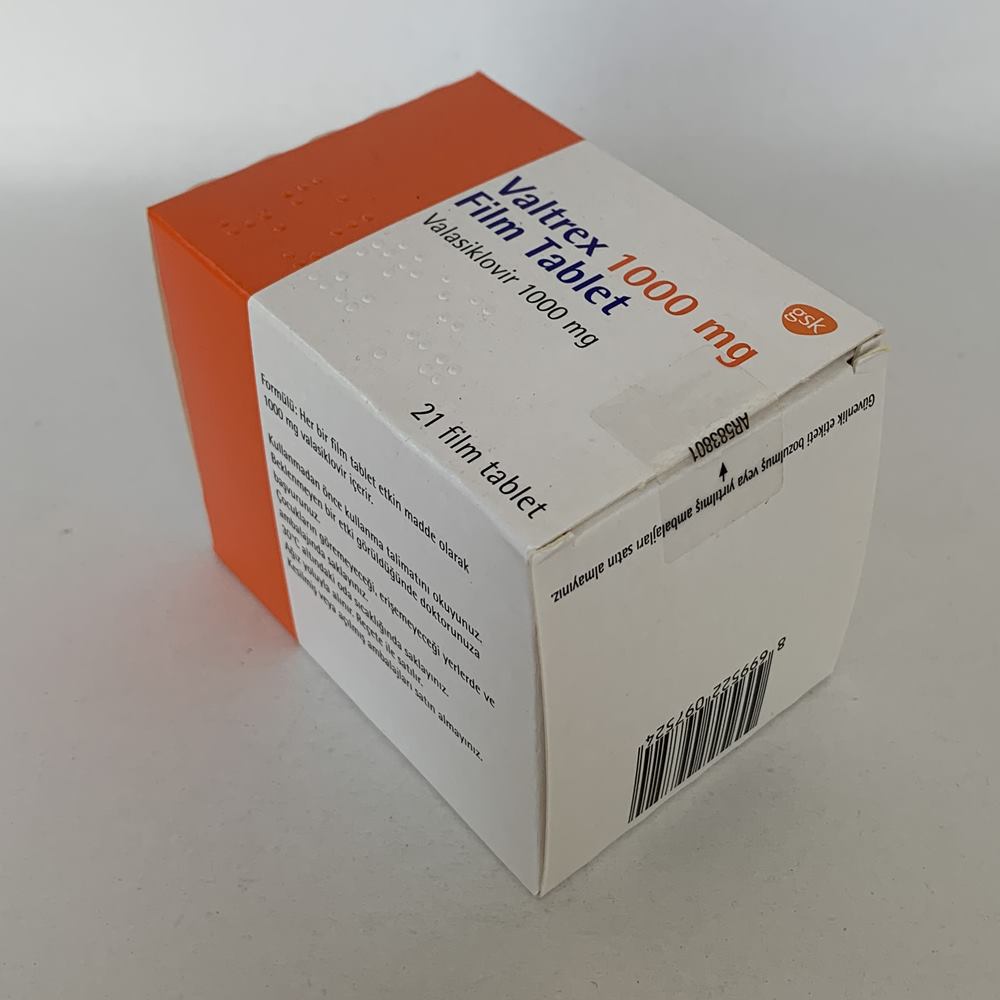 Valtrex 1000 mg
Film Tablet
Valasiklovir 1000 mg
gsk
21 film tablet
AR583801
Formülü: Her bir film tablet etkin madde olarak
1000 mg valasiklovir içerir.
Kullanmadan önce kullanma talimatını okuyunuz.
Beklenmeyen bir etki görüldüğünde doktorunuza
başvurunuz.
Çocukların göremeyeceği, erişemeyeceği yerlerde ve
ambalajında saklayınız.
30°C altındaki oda sıcaklığında saklayınız.
Ağız yoluyla alınır. Reçete ile satılır.
Kesilmiş veya açılmış ambalajları satın almayınız.
Güvenlik etiketi bozulmuş veya yırtılmış ambalajları satın almayınız.
8 699522 097524